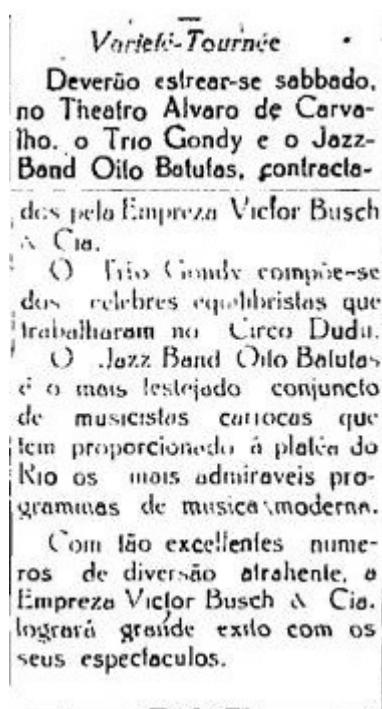 Varieté-Tournée
Deverão estrear-se sabbado,
no Theatro Alvaro de Carva-
lho, o Trio Gondy e o Jazz-
Band Oito Batutas, contracta-
dos pela Empreza Victor Busch
& Cia.
O Trio Gondy compõe-se
dos celebres equilibristas que
trabalharam no Circo Dudu.
O Jazz Band Oito Batutas
é o mais festejado conjuncto
de musicistas cariocas que
tem proporcionado á platéa do
Rio os mais admiraveis pro-
grammas de musica moderna.
Com tão excellentes nume-
ros de diversão atrahente, a
Empreza Victor Busch & Cia.
logrará grande exito com os
seus espectaculos.